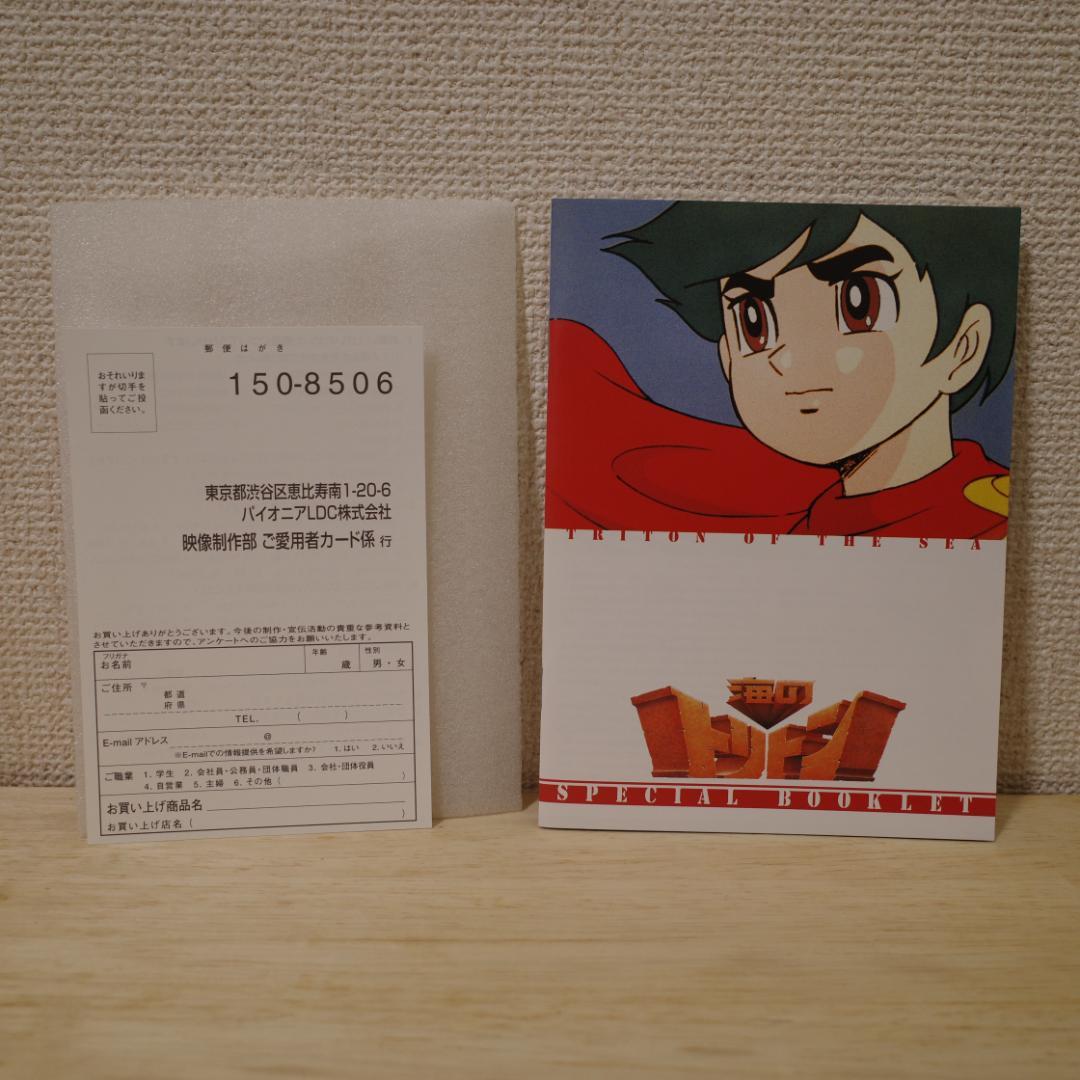 郵便はがき
おそれいりま
すが切手を
貼ってご投
函ください。
150-8506
東京都渋谷区恵比寿南1-20-6
パイオニアLDC株式会社
映像制作部 ご愛用者カード係 行
お買い上げありがとうございます。今後の制作・宣伝活動の貴重な参考資料と
させていただきますので、アンケートへのご協力をお願いいたします。
フリガナ
お名前
年齢
歳
性別
男・女
ご住所 〒
都道
府県
TEL. ( )
E-mail アドレス @
※E-mailでの情報提供を希望しますか? 1.はい 2.いいえ
ご職業 1.学生 2.会社員・公務員・団体職員 3.会社・団体役員
4.自営業 5.主婦 6.その他( )
お買い上げ商品名
お買い上げ店名( )
TRITON OF THE SEA
海の
トリトン
SPECIAL BOOKLET